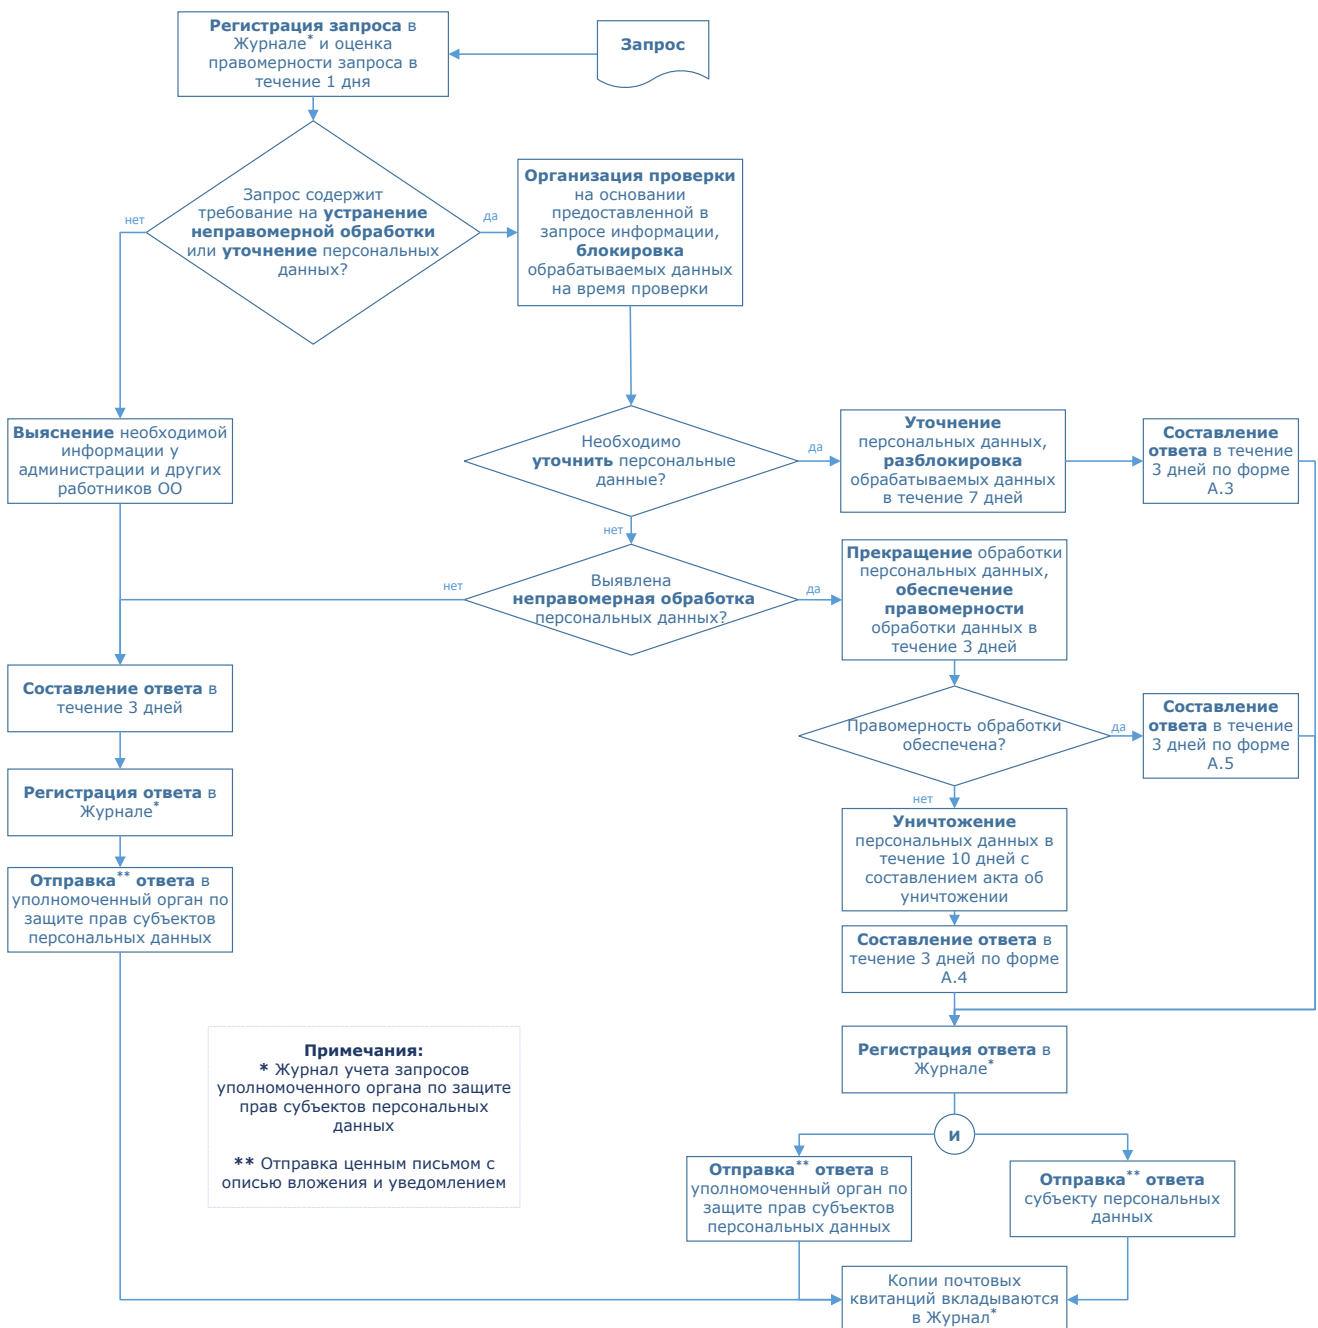 Регистрация запроса в
Журнале* и оценка
правомерности запроса в
течение 1 дня
Запрос
Запрос содержит
требование на устранение
неправомерной обработки
или уточнение персональных
данных?
нет
да
Организация проверки
на основании
предоставленной в
запросе информации,
блокировка
обрабатываемых данных
на время проверки
Выяснение необходимой
информации у
администрации и других
работников ОО
Необходимо
уточнить персональные
данные?
да
нет
Уточнение
персональных данных,
разблокировка
обрабатываемых данных
в течение 7 дней
Составление
ответа в течение
3 дней по форме
А.3
Выявлена
неправомерная обработка
персональных данных?
нет
да
Прекращение обработки
персональных данных,
обеспечение
правомерности
обработки данных в
течение 3 дней
Составление ответа в
течение 3 дней
Правомерность обработки
обеспечена?
да
нет
Составление
ответа в течение
3 дней по форме
А.5
Регистрация ответа в
Журнале*
Уничтожение
персональных данных в
течение 10 дней с
составлением акта об
уничтожении
Отправка** ответа в
уполномоченный орган по
защите прав субъектов
персональных данных
Составление ответа в
течение 3 дней по форме
А.4
Примечания:
* Журнал учета запросов
уполномоченного органа по защите
прав субъектов персональных
данных
** Отправка ценным письмом с
описью вложения и уведомлением
Регистрация ответа в
Журнале*
И
Отправка** ответа в
уполномоченный орган по
защите прав субъектов
персональных данных
Отправка** ответа
субъекту персональных
данных
Копии почтовых
квитанций вкладываются
в Журнал*